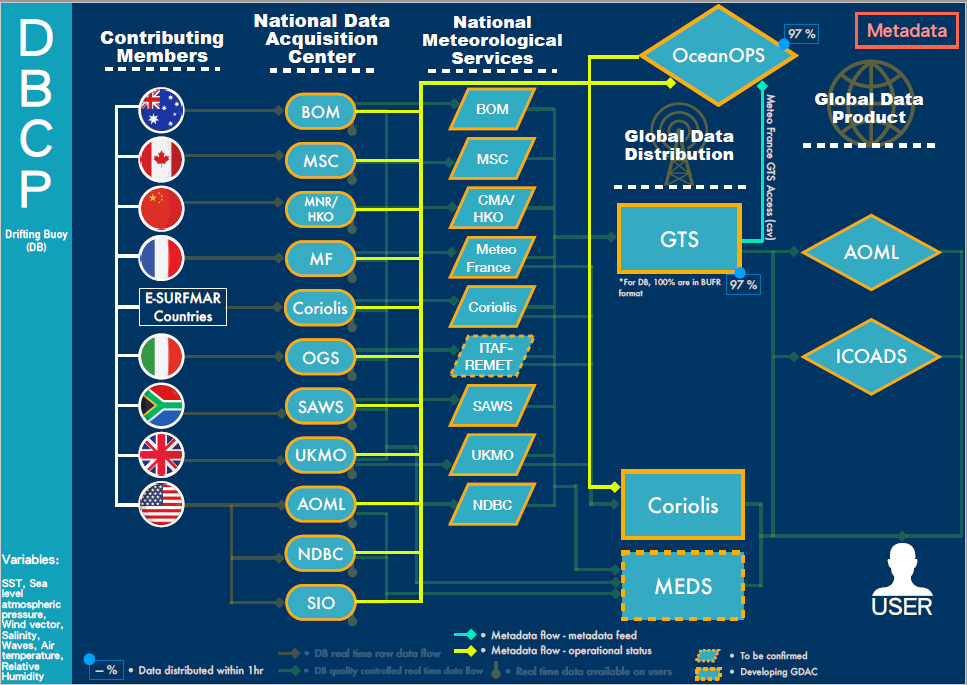 D
B
C
P
Drifting Buoy
(DB)
Variables:
SST, Sea
level
atmospheric
pressure,
Wind vector,
Salinity,
Waves, Air
temperature,
Relative
Humidity
Contributing
Members
E-SURFMAR
Countries
National Data
Acquisition
Center
BOM
MSC
MNR/
HKO
MF
Coriolis
OGS
SAWS
UKMO
AOML
NDBC
SIO
National
Meteorological
Services
BOM
MSC
CMA/
HKO
Meteo
France
Coriolis
ITAF-
REMET
SAWS
UKMO
NDBC
OceanOPS
97 %
Metadata
Global Data
Distribution
Meteo France GTS Access (csv)
GTS
*For DB, 100% are in BUFR
format
97 %
Coriolis
MEDS
Global Data
Product
AOML
ICOADS
USER
– % • Data distributed within 1hr
• DB real time raw data flow
• DB quality controlled real time data flow
• Metadata flow - metadata feed
• Metadata flow - operational status
• Real time data available on users
• To be confirmed
• Developing GDAC